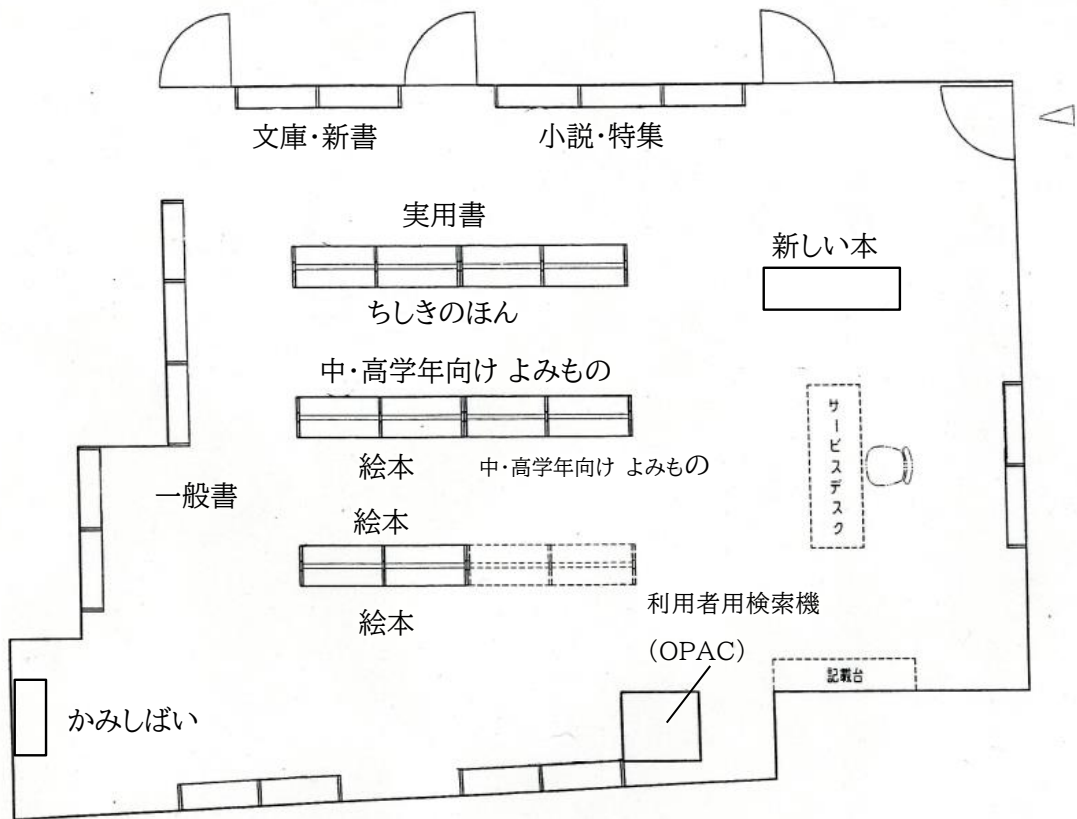 文庫・新書
小説・特集
実用書
新しい本
ちしきのほん
中・高学年向け よみもの
サービスデスク
絵本
中・高学年向け よみもの
一般書
絵本
利用者用検索機
(OPAC)
絵本
記載台
かみしばい